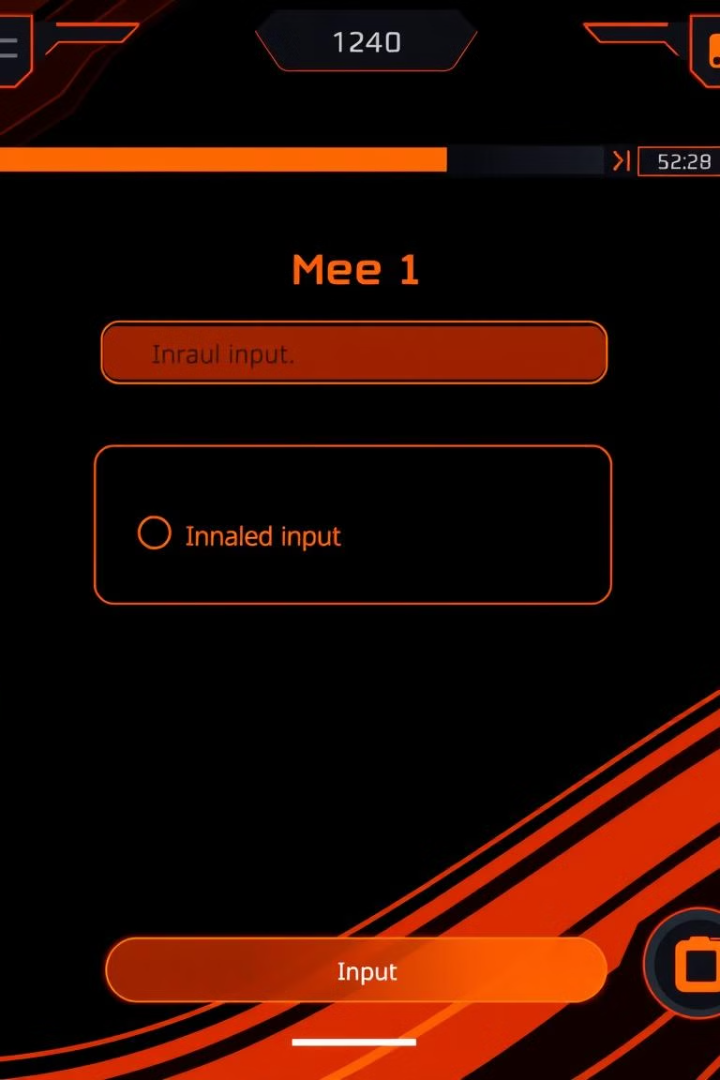 1240
52:28
Mee 1
Inraul input.
Innaled input
Input